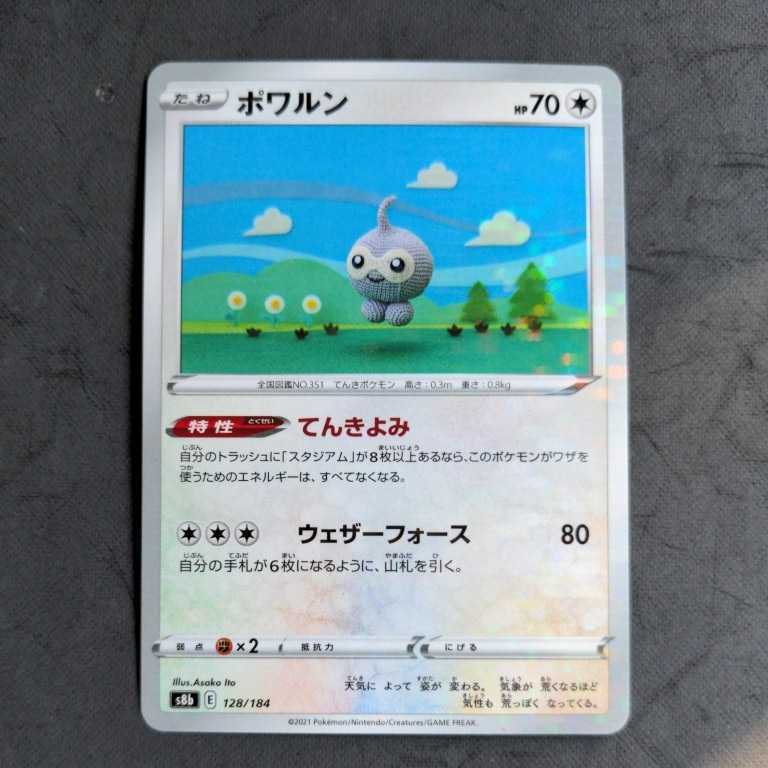 たね ポワルン HP70
全国図鑑NO.351 てんきポケモン 高さ:0.3m 重さ:0.8kg
特性 とくせい てんきよみ
自分のトラッシュに「スタジアム」が8枚以上あるなら、このポケモンがワザを
使うためのエネルギーは、すべてなくなる。
ウェザーフォース 80
自分の手札が6枚になるように、山札を引く。
弱点 ×2 抵抗力 にげる
Illus.Asako Ito
天気に よって 姿が 変わる。 気象が 荒くなるほど
気性も 荒っぽく なってくる。
s8b E 128/184
©2021 Pokémon/Nintendo/Creatures/GAME FREAK.